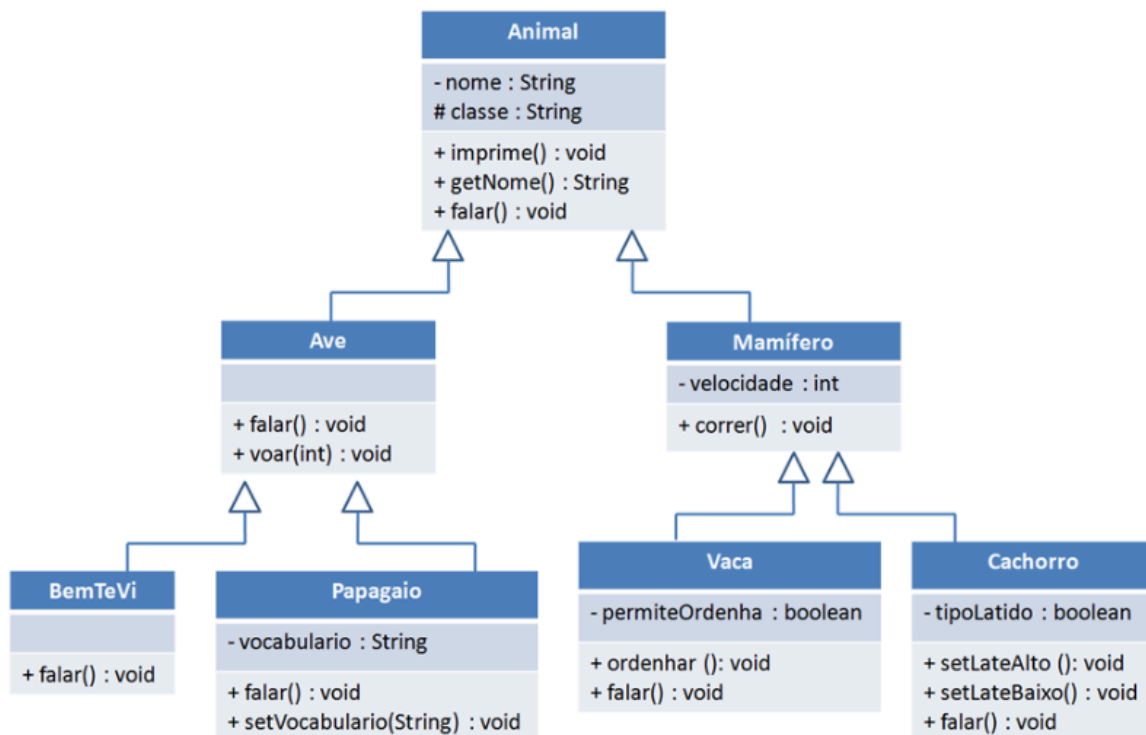 Animal
- nome : String
# classe : String
+ imprime() : void
+ getNome() : String
+ falar() : void
Ave
+ falar() : void
+ voar(int) : void
Mamífero
- velocidade : int
+ correr() : void
BemTeVi
+ falar() : void
Papagaio
- vocabulario : String
+ falar() : void
+ setVocabulario(String) : void
Vaca
- permiteOrdenha : boolean
+ ordenhar (): void
+ falar() : void
Cachorro
- tipoLatido : boolean
+ setLateAlto (): void
+ setLateBaixo() : void
+ falar() : void